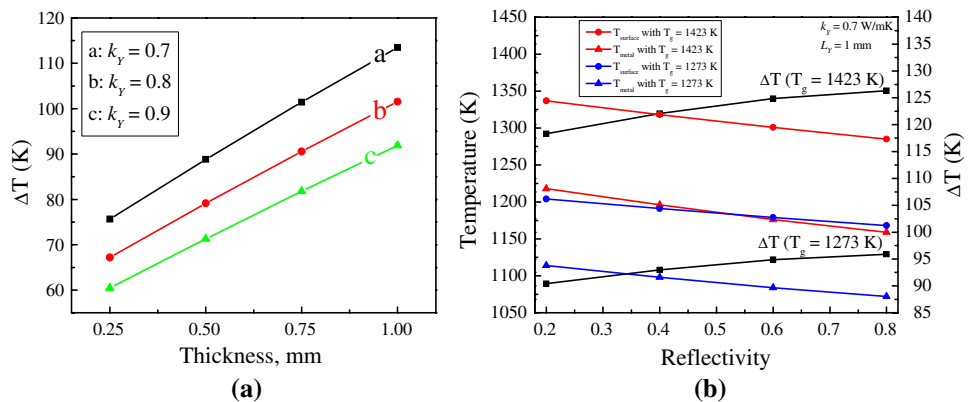 120
110
100
90
80
70
60
ΔT (K)
a: k_Y = 0.7
b: k_Y = 0.8
c: k_Y = 0.9
a
b
c
0.25 0.50 0.75 1.00
Thickness, mm
(a)
1450
1400
1350
1300
1250
1200
1150
1100
1050
Temperature (K)
T_surface with T_g = 1423 K
T_metal with T_g = 1423 K
T_surface with T_g = 1273 K
T_metal with T_g = 1273 K
k_Y = 0.7 W/mK
L_Y = 1 mm
ΔT (T_g = 1423 K)
ΔT (T_g = 1273 K)
140
135
130
125
120
115
110
105
100
95
90
85
ΔT (K)
0.2 0.3 0.4 0.5 0.6 0.7 0.8
Reflectivity
(b)